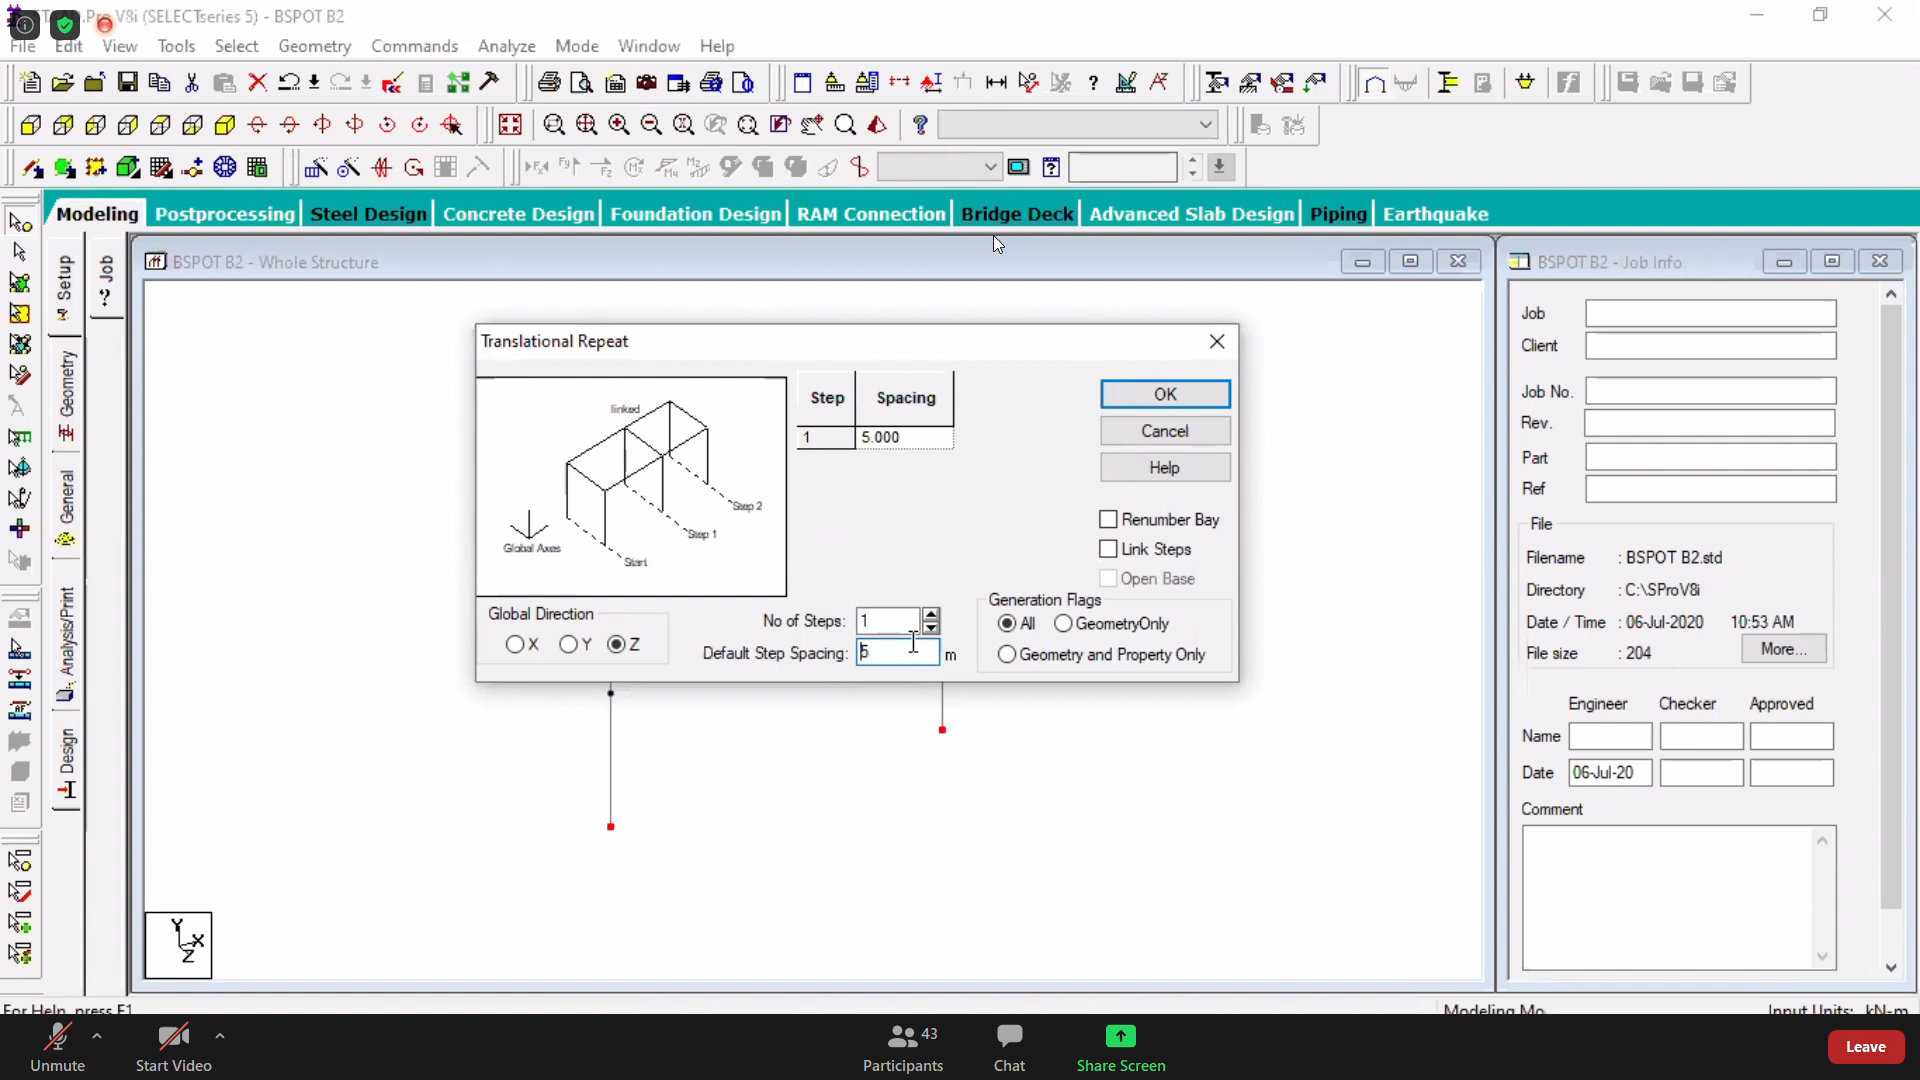 .Pro V8i (SELECTseries 5) - BSPOT B2
File Edit View Tools Select Geometry Commands Analyze Mode Window Help
Modeling Postprocessing Steel Design Concrete Design Foundation Design RAM Connection Bridge Deck Advanced Slab Design Piping Earthquake
Setup
Geometry
General
Analysis/Print
Design
Job
BSPOT B2 - Whole Structure
BSPOT B2 - Job Info
Translational Repeat
linked
Step 2
Step 1
Start
Global Axes
Step Spacing
1 5.000
OK
Cancel
Help
Renumber Bay
Link Steps
Open Base
Global Direction
X Y Z
No of Steps: 1
Default Step Spacing: 5 m
Generation Flags
All GeometryOnly
Geometry and Property Only
Job
Client
Job No.
Rev.
Part
Ref
File
Filename : BSPOT B2.std
Directory : C:\SProV8i
Date / Time : 06-Jul-2020 10:53 AM
File size : 204 More...
Engineer Checker Approved
Name
Date 06-Jul-20
Comment
Y
X
Z
For Help, press F1
Modeling Mo
Input Units: kN-m
Unmute
Start Video
43
Participants
Chat
Share Screen
Leave